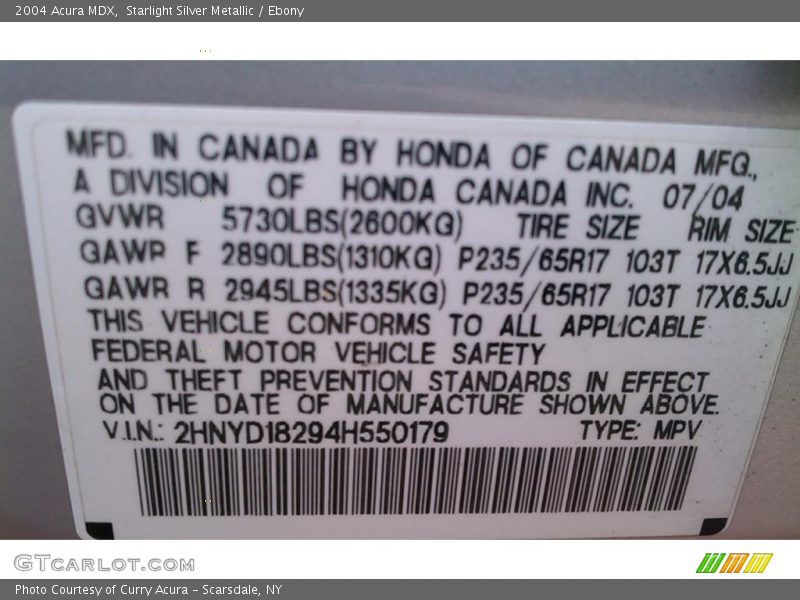 2004 Acura MDX, Starlight Silver Metallic / Ebony
MFD. IN CANADA BY HONDA OF CANADA MFG.,
A DIVISION OF HONDA CANADA INC. 07/04
GVWR 5730LBS(2600KG) TIRE SIZE RIM SIZE
GAWR F 2890LBS(1310KG) P235/65R17 103T 17X6.5JJ
GAWR R 2945LBS(1335KG) P235/65R17 103T 17X6.5JJ
THIS VEHICLE CONFORMS TO ALL APPLICABLE
FEDERAL MOTOR VEHICLE SAFETY
AND THEFT PREVENTION STANDARDS IN EFFECT
ON THE DATE OF MANUFACTURE SHOWN ABOVE.
V.I.N.: 2HNYD18294H550179 TYPE: MPV
GTCARLOT.COM
Photo Courtesy of Curry Acura - Scarsdale, NY